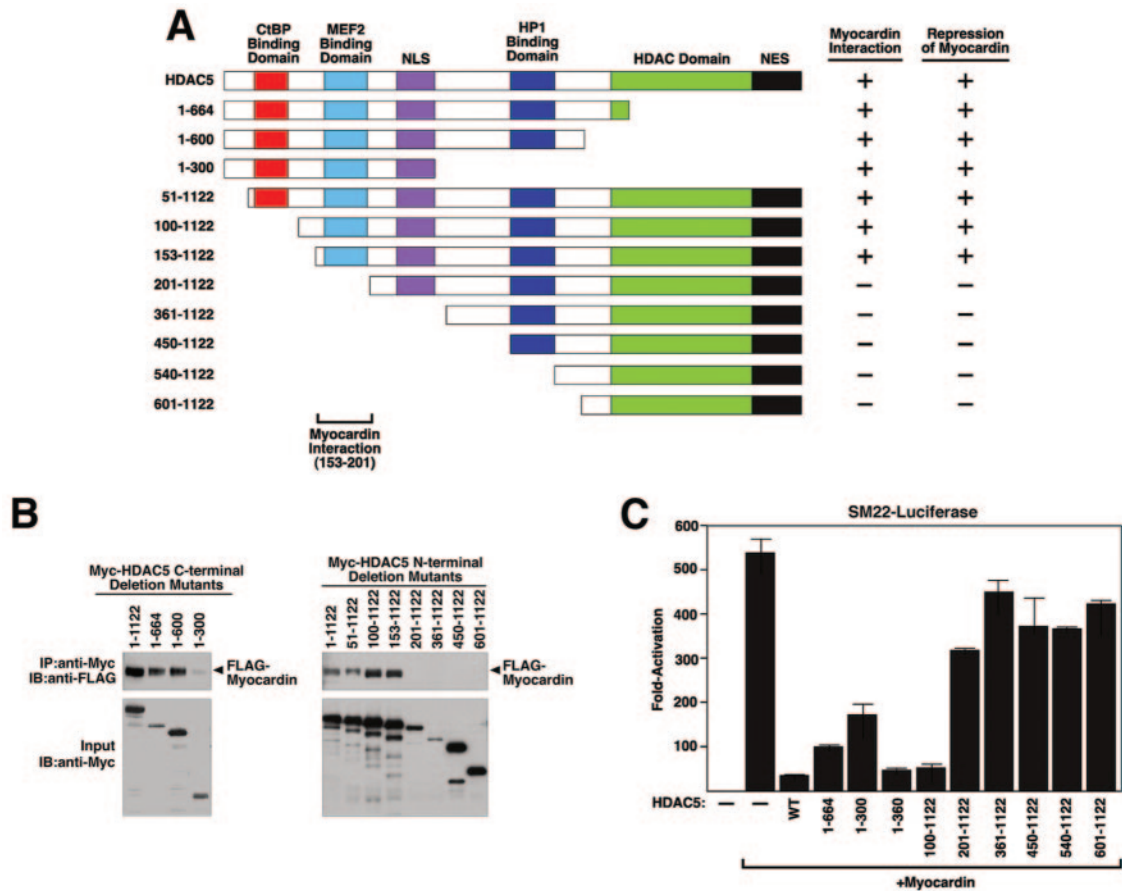 A
CtBP Binding Domain
MEF2 Binding Domain
NLS
HP1 Binding Domain
HDAC Domain
NES
Myocardin Interaction
Repression of Myocardin
HDAC5 + +
1-664 + +
1-600 + +
1-300 + +
51-1122 + +
100-1122 + +
153-1122 + +
201-1122 − −
361-1122 − −
450-1122 − −
540-1122 − −
601-1122 − −
Myocardin
Interaction
(153-201)
B
Myc-HDAC5 C-terminal
Deletion Mutants
1-1122
1-664
1-600
1-300
IP:anti-Myc
IB:anti-FLAG
FLAG-
Myocardin
Input
IB:anti-Myc
Myc-HDAC5 N-terminal
Deletion Mutants
1-1122
51-1122
100-1122
153-1122
201-1122
361-1122
450-1122
601-1122
FLAG-
Myocardin
C
SM22-Luciferase
Fold-Activation
600
500
400
300
200
100
HDAC5: − − WT 1-664 1-300 1-360 100-1122 201-1122 361-1122 450-1122 540-1122 601-1122
+Myocardin